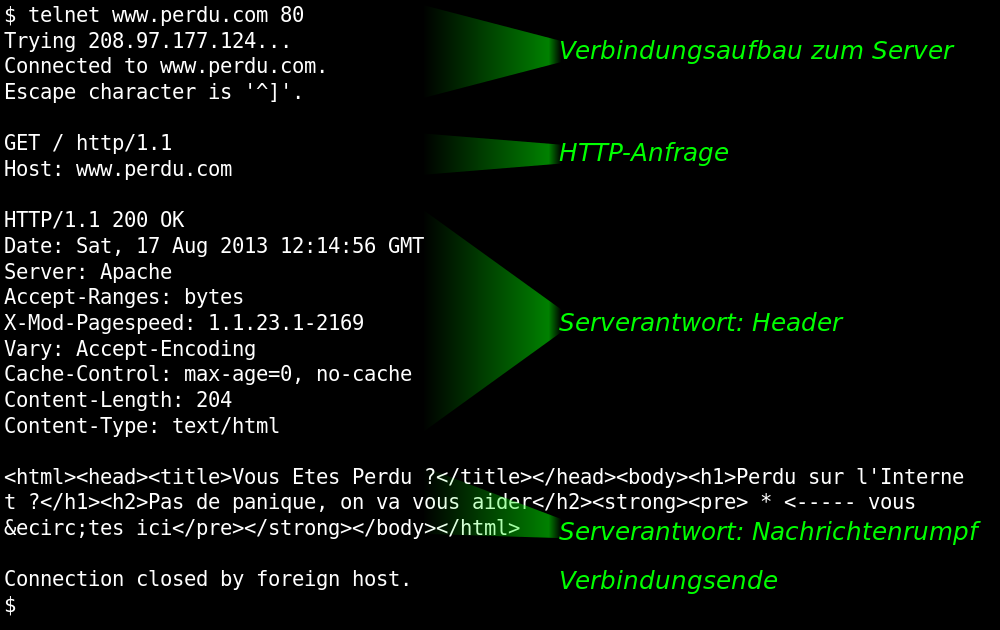 $ telnet www.perdu.com 80
Trying 208.97.177.124...
Connected to www.perdu.com.
Escape character is '^]'.
Verbindungsaufbau zum Server
GET / http/1.1
Host: www.perdu.com
HTTP-Anfrage
HTTP/1.1 200 OK
Date: Sat, 17 Aug 2013 12:14:56 GMT
Server: Apache
Accept-Ranges: bytes
X-Mod-Pagespeed: 1.1.23.1-2169
Vary: Accept-Encoding
Cache-Control: max-age=0, no-cache
Content-Length: 204
Content-Type: text/html
Serverantwort: Header
<html><head><title>Vous Etes Perdu ?</title></head><body><h1>Perdu sur l'Interne
t ?</h1><h2>Pas de panique, on va vous aider</h2><strong><pre> * <----- vous
&ecirc;tes ici</pre></strong></body></html>
Serverantwort: Nachrichtenrumpf
Connection closed by foreign host.
Verbindungsende
$